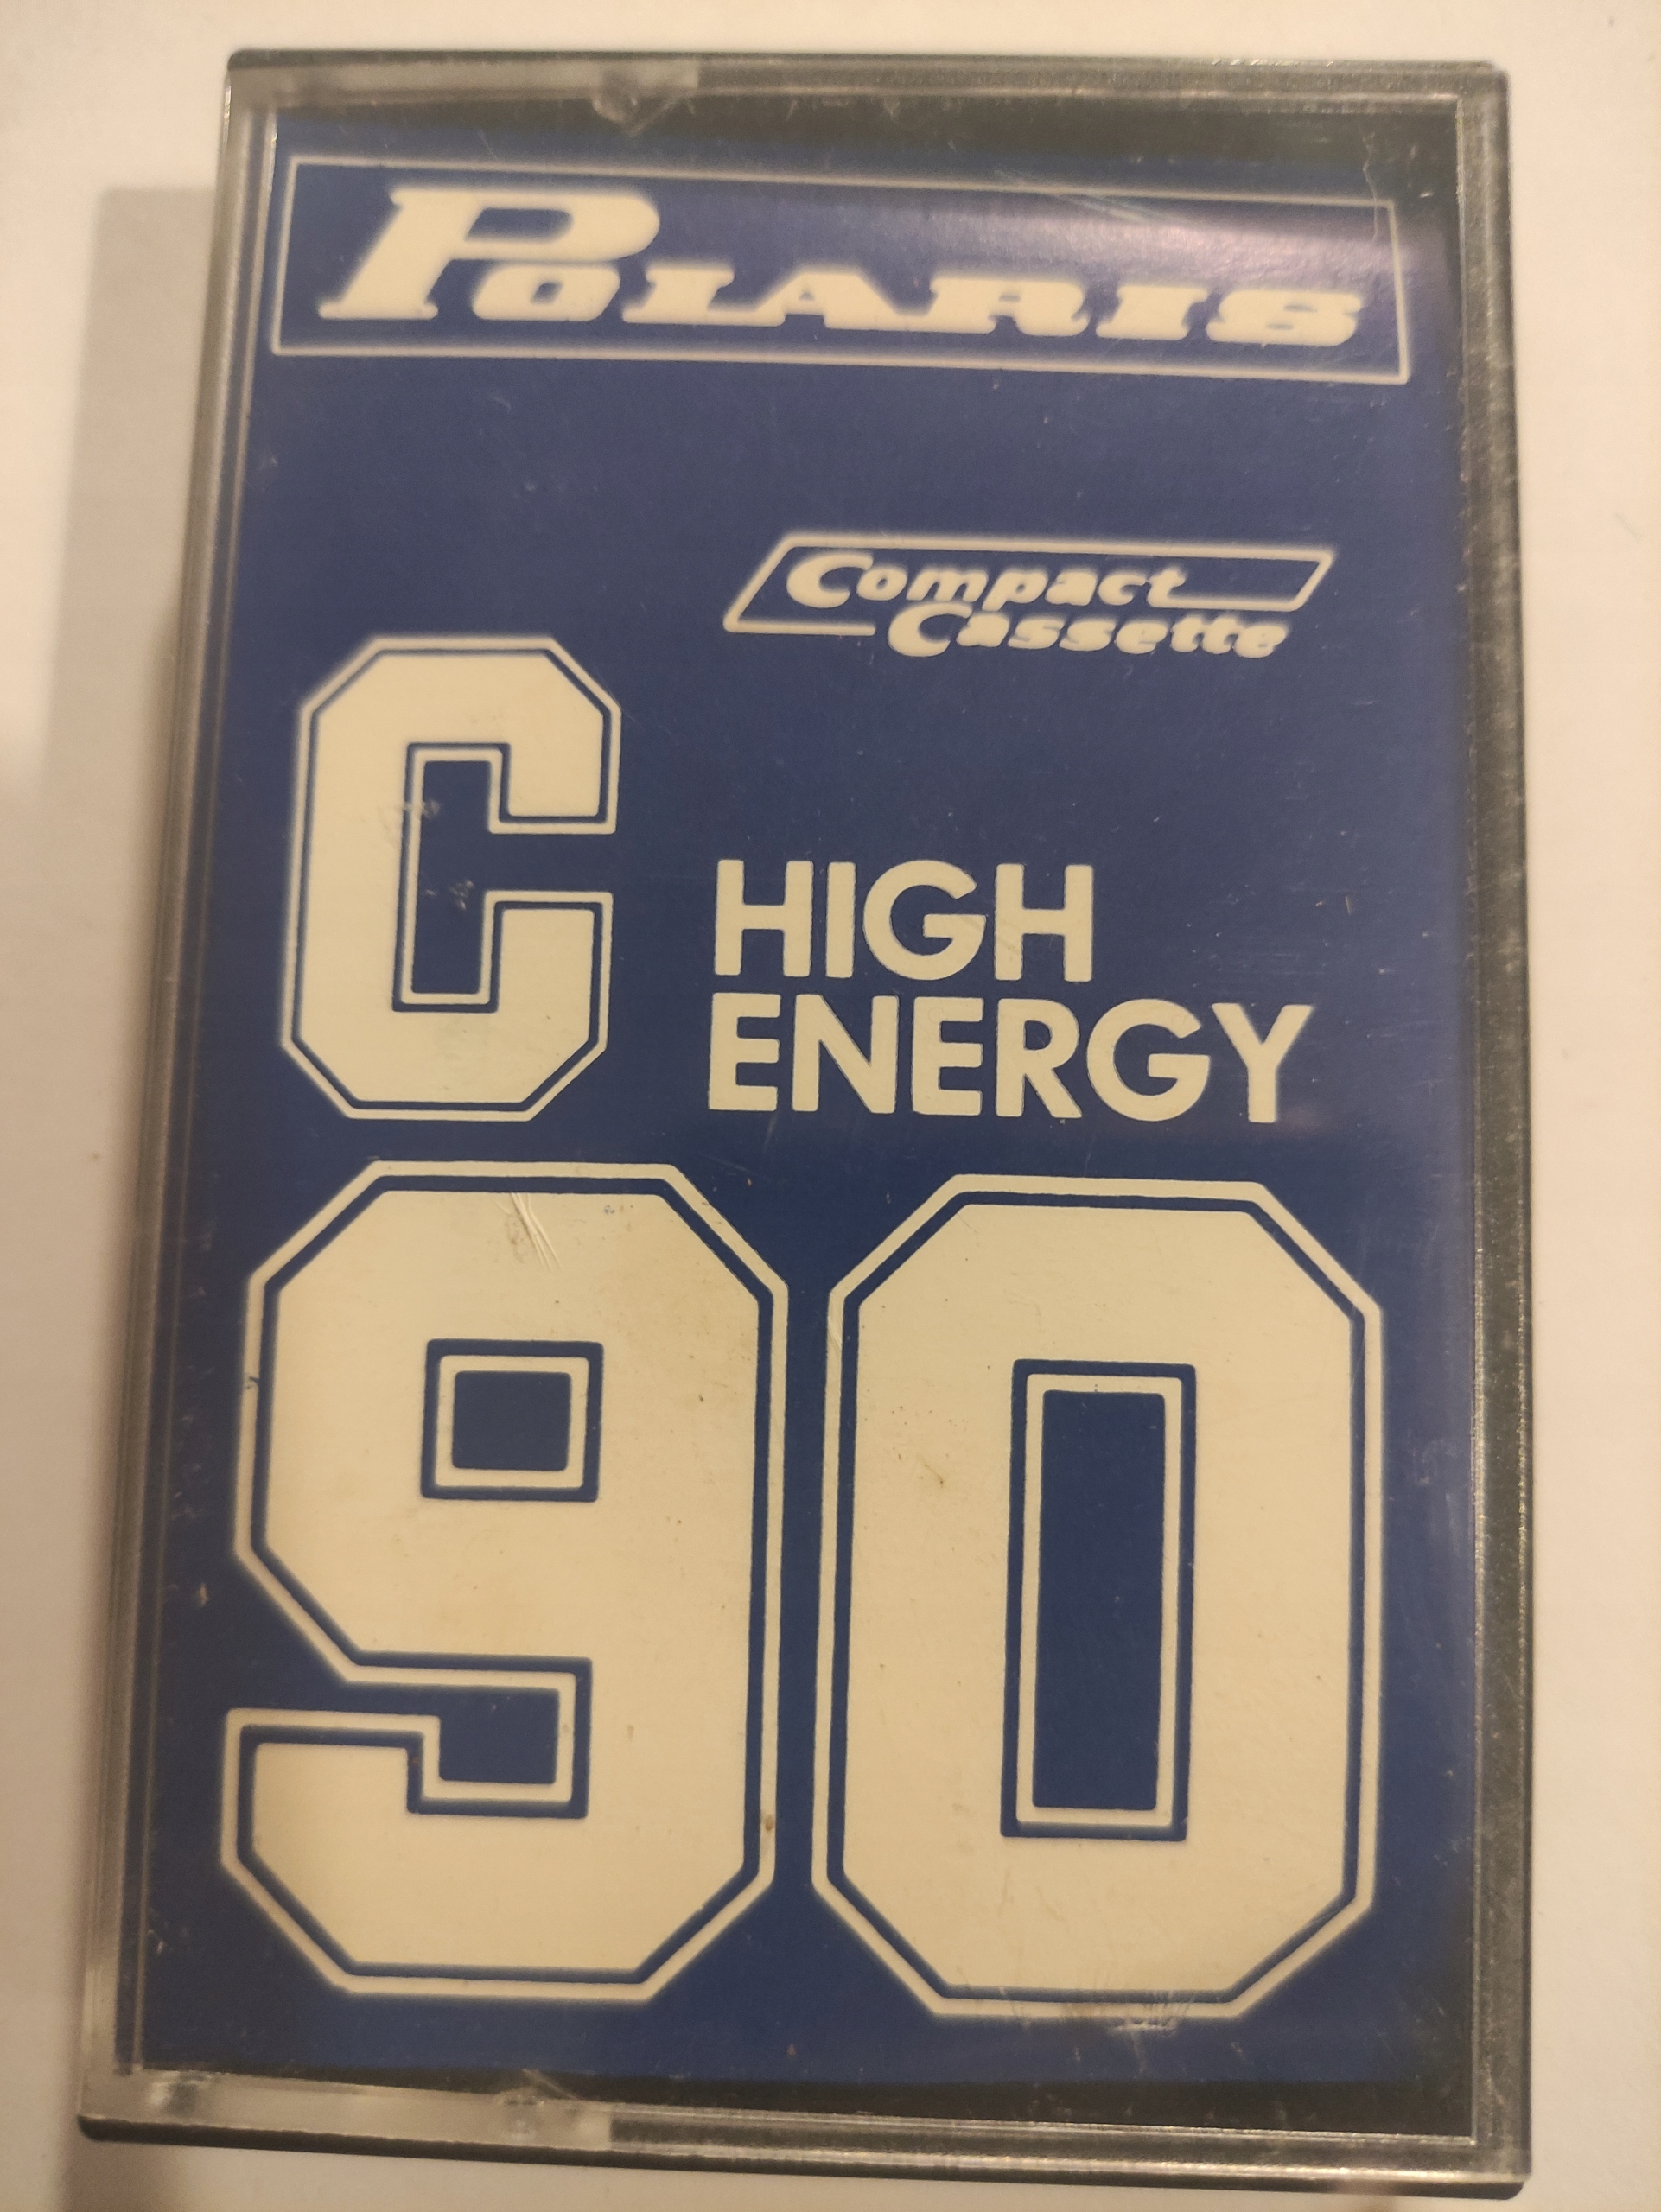 POLARIS
Compact
Cassette
C
HIGH
ENERGY
90